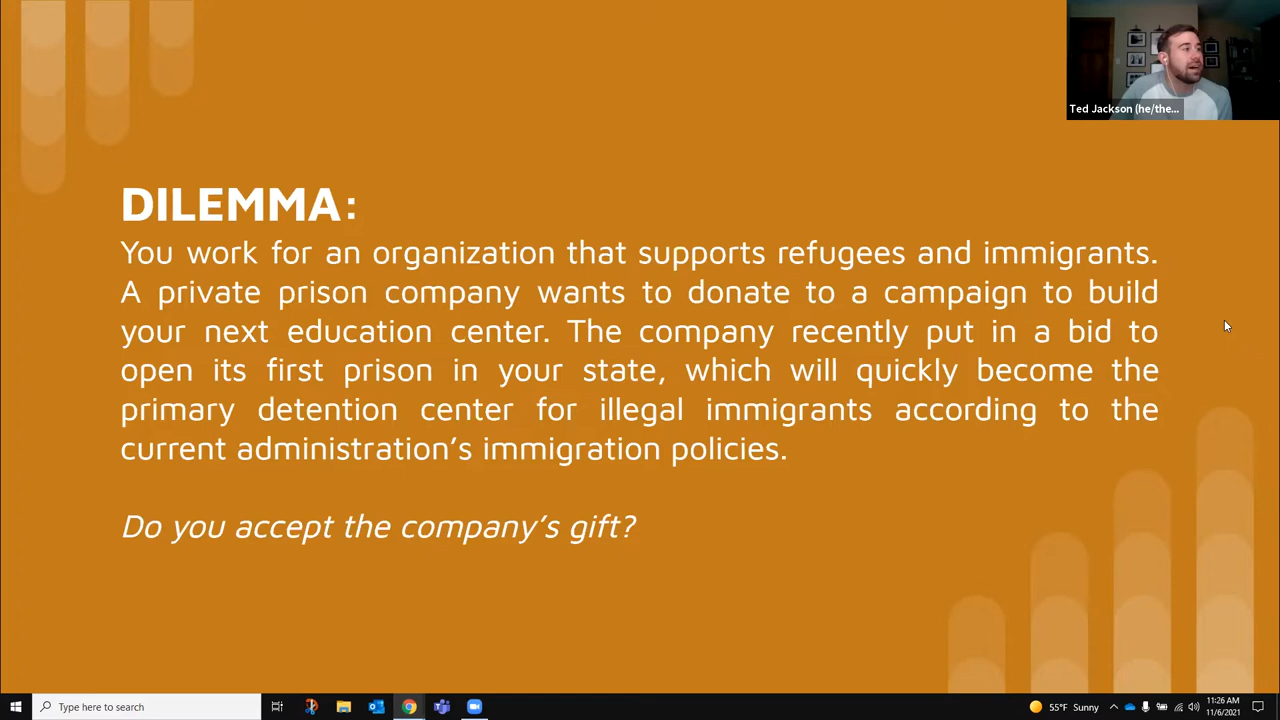 Ted Jackson (he/the...
DILEMMA:
You work for an organization that supports refugees and immigrants.
A private prison company wants to donate to a campaign to build
your next education center. The company recently put in a bid to
open its first prison in your state, which will quickly become the
primary detention center for illegal immigrants according to the
current administration’s immigration policies.
Do you accept the company’s gift?
Type here to search
55°F Sunny
11:26 AM
11/6/2021